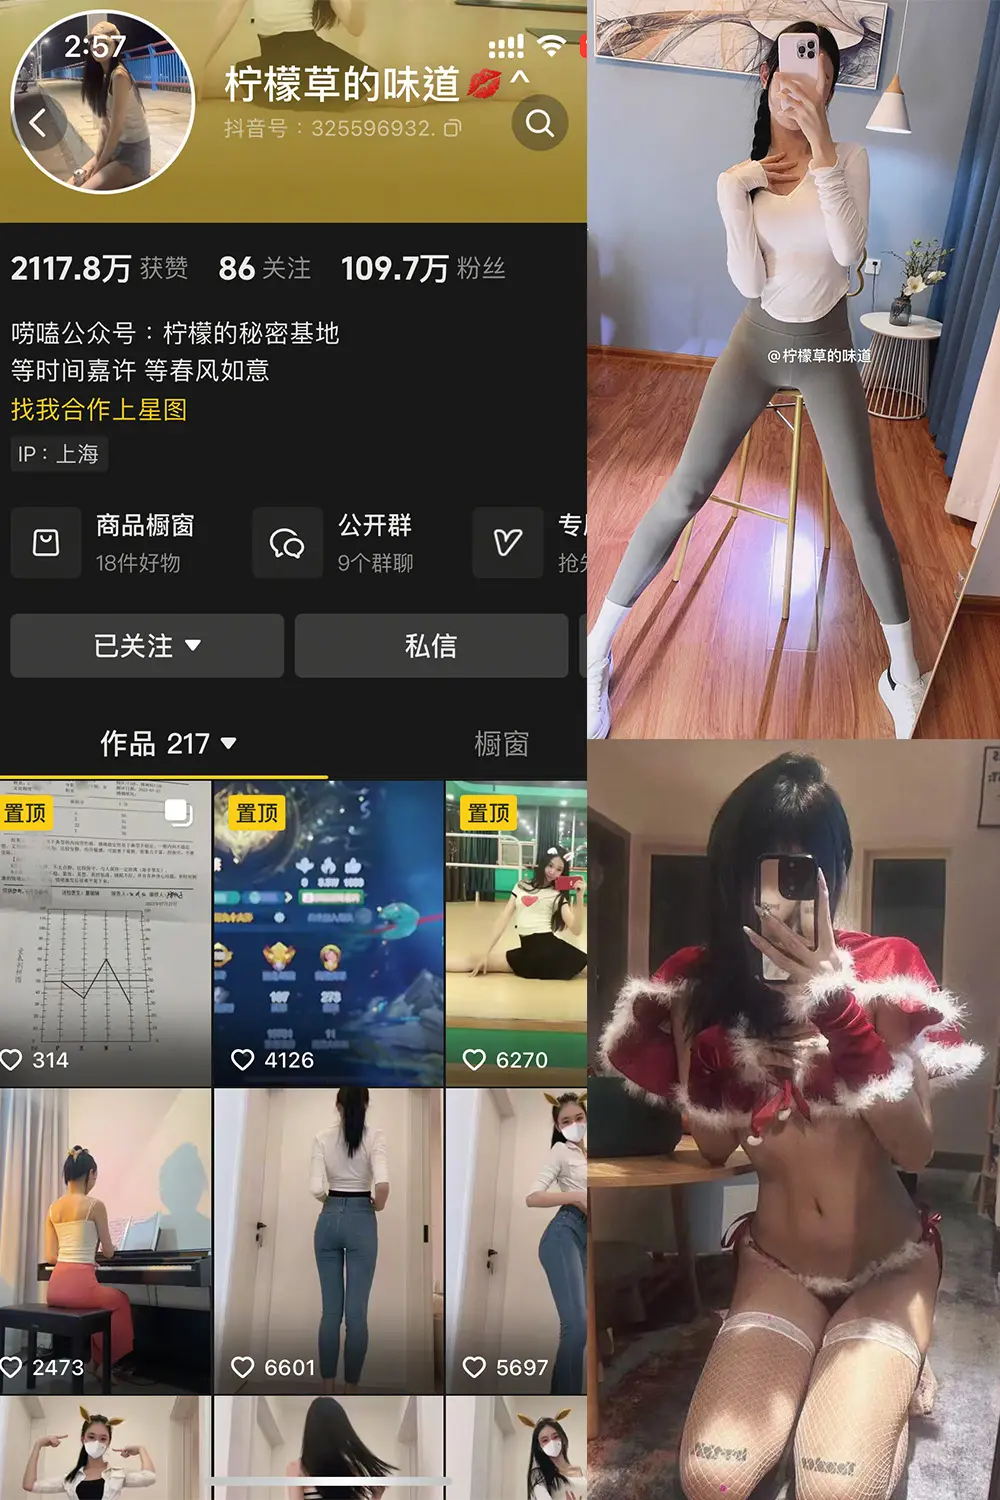 2:57
柠檬草的味道💋^
抖音号：325596932.
2117.8万 获赞 86 关注 109.7万 粉丝
唠嗑公众号：柠檬的秘密基地
等时间嘉许 等春风如意
找我合作上星图
IP：上海
商品橱窗
18件好物
公开群
9个群聊
已关注
私信
作品 217
橱窗
置顶
314
置顶
4126
置顶
6270
2473
6601
5697
@柠檬草的味道